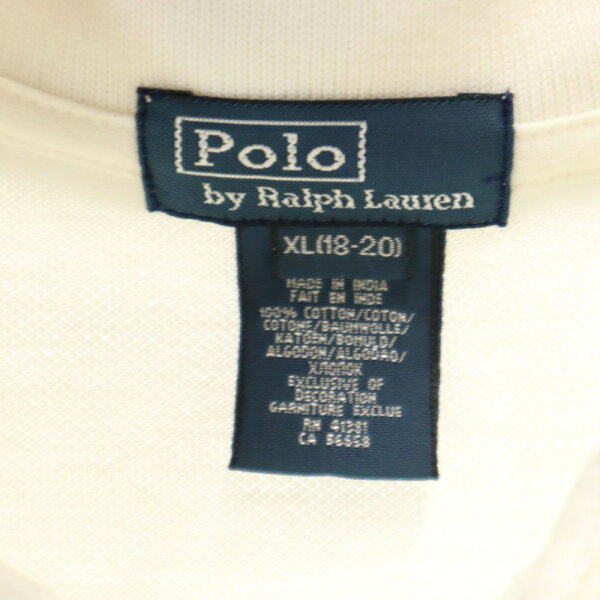 Polo
by Ralph Lauren
XL(18-20)
MADE IN INDIA
FAIT EN INDE
100% COTTON/COTON/
COTONE/BAUMWOLLE/
KATOEN/BOMULD/
ALGODON/ALGODAO/
ХЛОПОК
EXCLUSIVE OF
DECORATION
GARNITURE EXCLUE
RN 41381
CA 56658